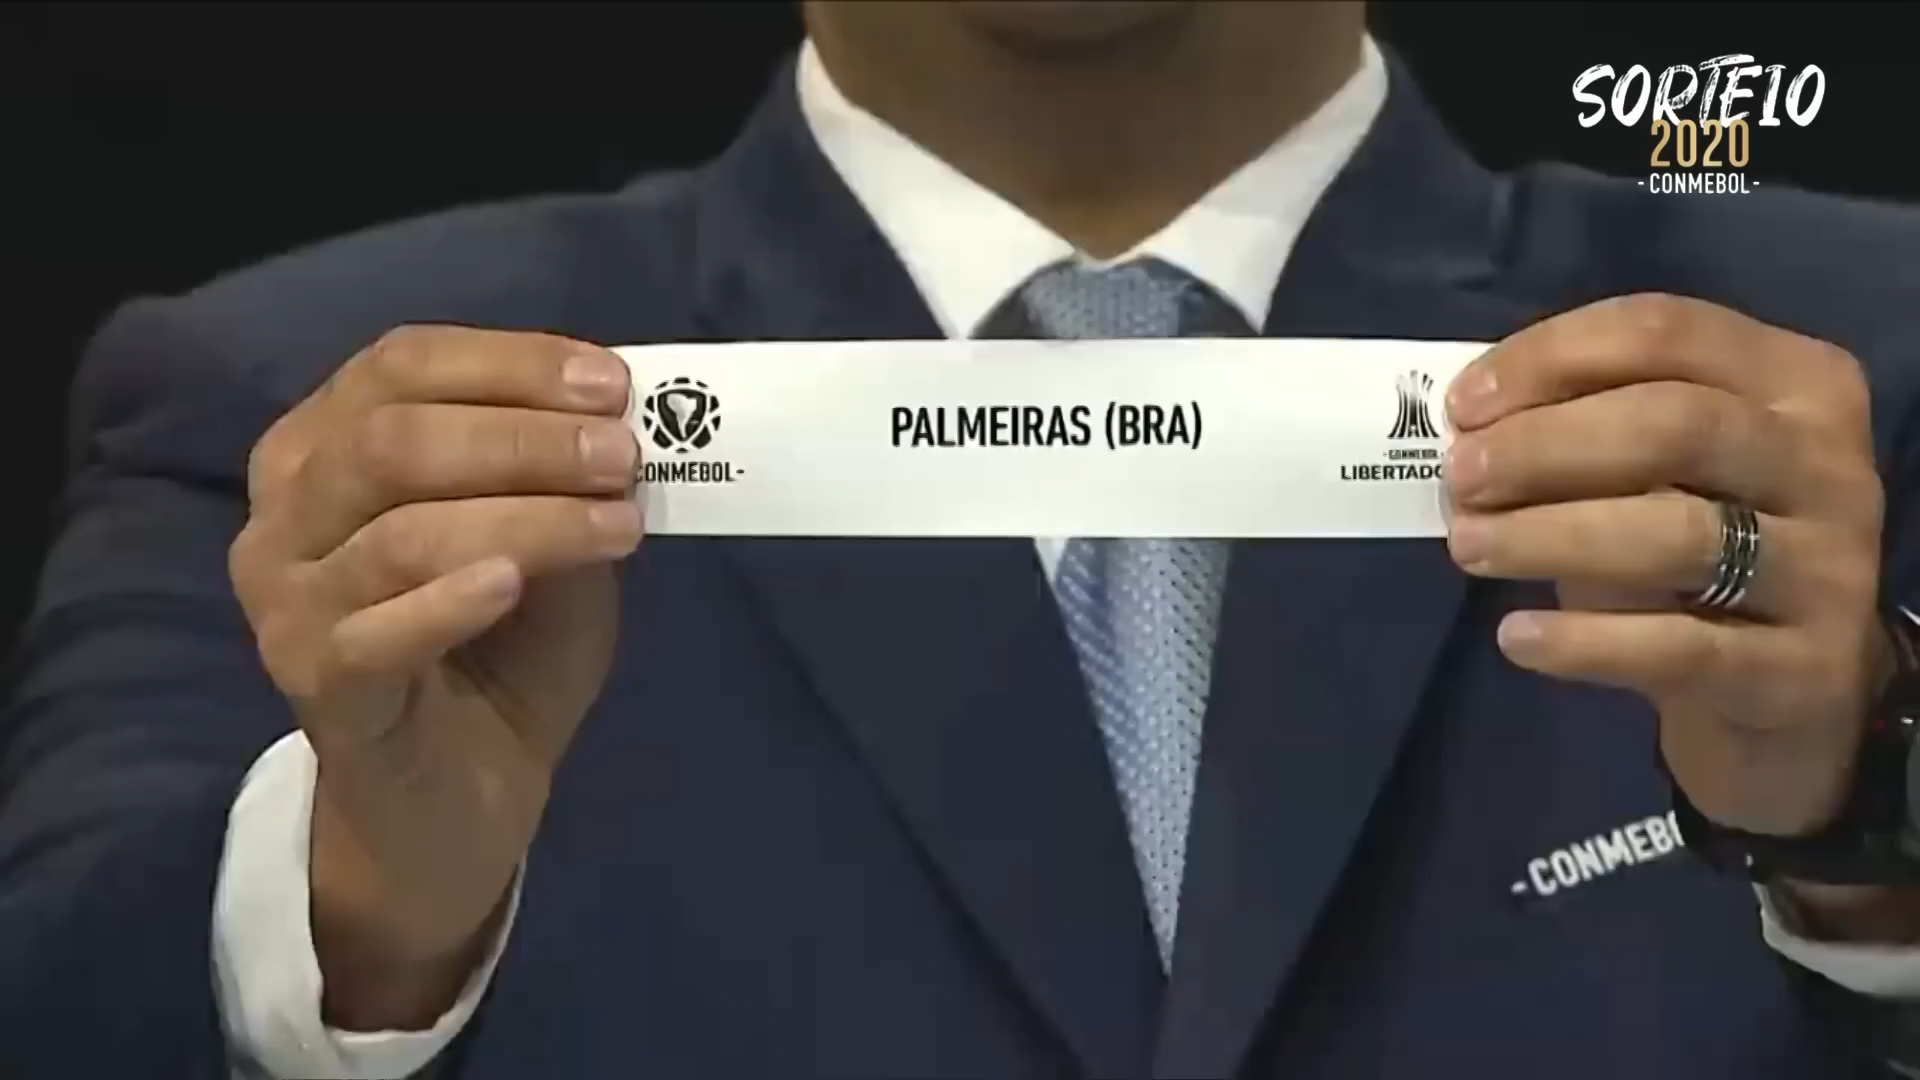 SORTEIO
2020
-CONMEBOL-
PALMEIRAS (BRA)
CONMEBOL-
-CONMEBOL-
LIBERTADO
-CONMEBO